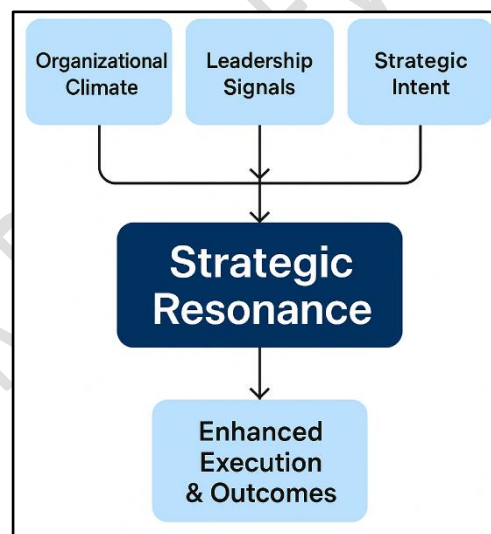 Organizational
Climate
Leadership
Signals
Strategic
Intent
Strategic
Resonance
Enhanced
Execution
& Outcomes